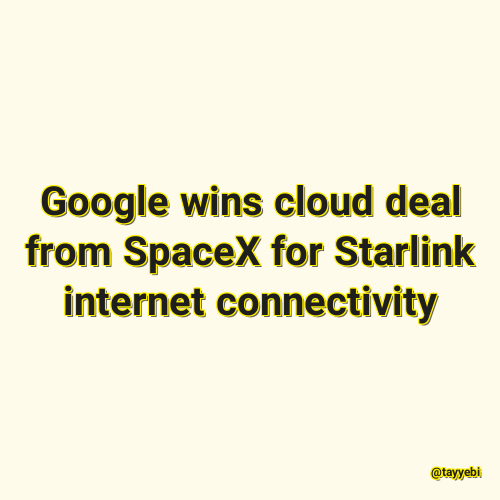 Google wins cloud deal
from SpaceX for Starlink
internet connectivity
@tayyebi